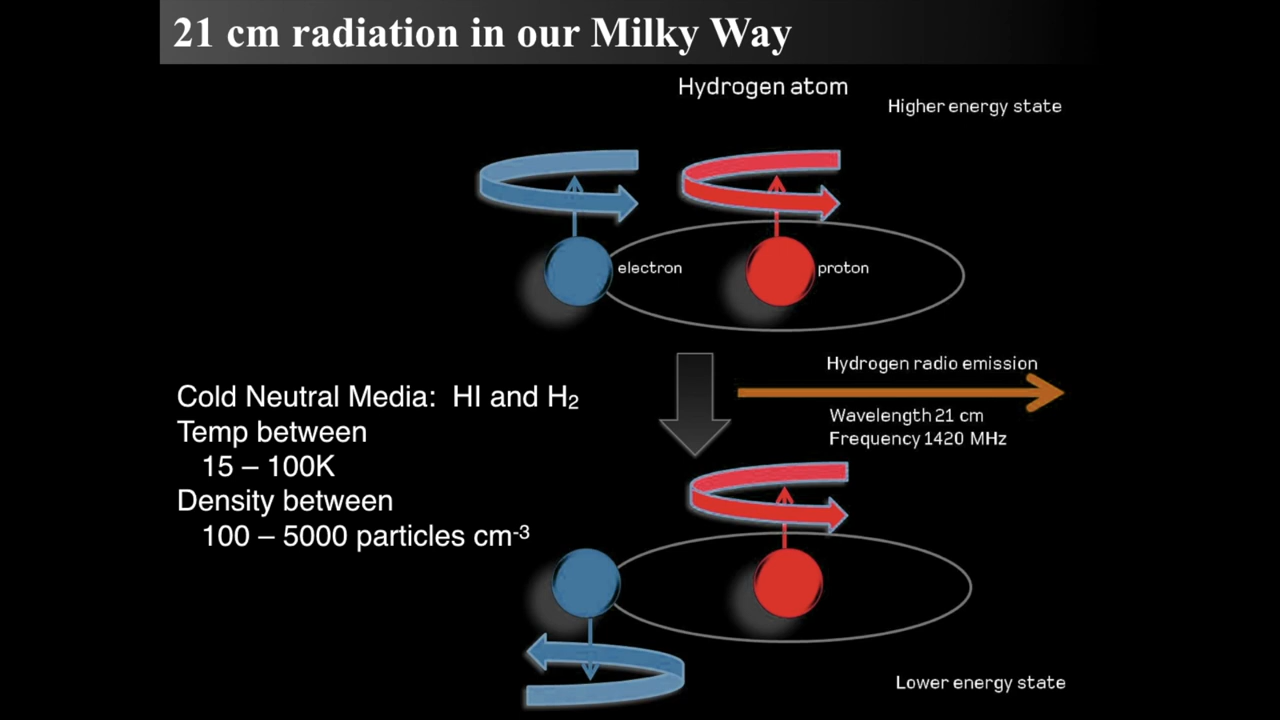 21 cm radiation in our Milky Way
Hydrogen atom
Higher energy state
electron
proton
Hydrogen radio emission
Wavelength 21 cm
Frequency 1420 MHz
Cold Neutral Media:  HI and H₂
Temp between
15 – 100K
Density between
100 – 5000 particles cm⁻³
Lower energy state